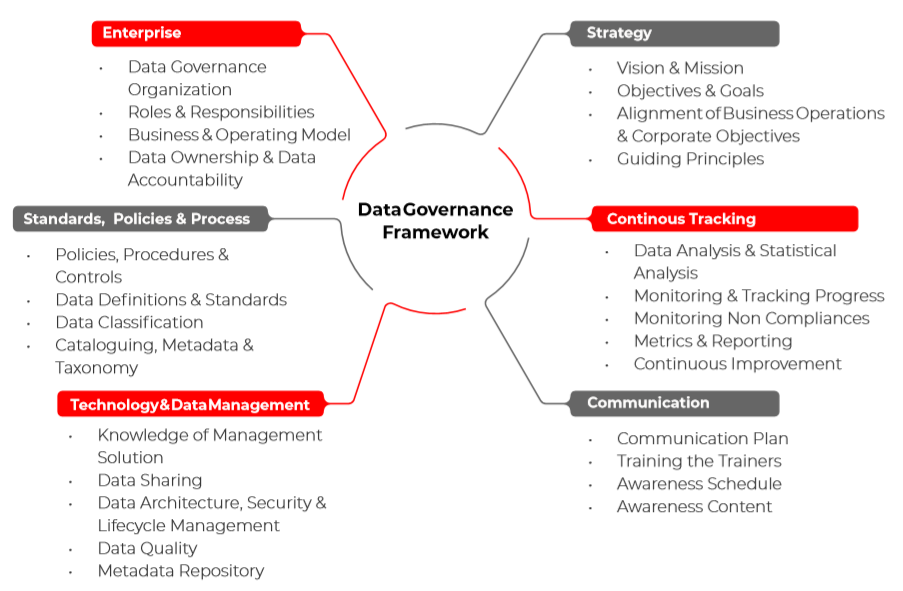 Enterprise
· Data Governance
Organization
· Roles & Responsibilities
· Business & Operating Model
· Data Ownership & Data
Accountability
Standards, Policies & Process
· Policies, Procedures &
Controls
· Data Definitions & Standards
· Data Classification
· Cataloguing, Metadata &
Taxonomy
Technology & Data Management
· Knowledge of Management
Solution
· Data Sharing
· Data Architecture, Security &
Lifecycle Management
· Data Quality
· Metadata Repository
Data Governance
Framework
Strategy
· Vision & Mission
· Objectives & Goals
· Alignment of Business Operations
& Corporate Objectives
· Guiding Principles
Continous Tracking
· Data Analysis & Statistical
Analysis
· Monitoring & Tracking Progress
· Monitoring Non Compliances
· Metrics & Reporting
· Continuous Improvement
Communication
· Communication Plan
· Training the Trainers
· Awareness Schedule
· Awareness Content